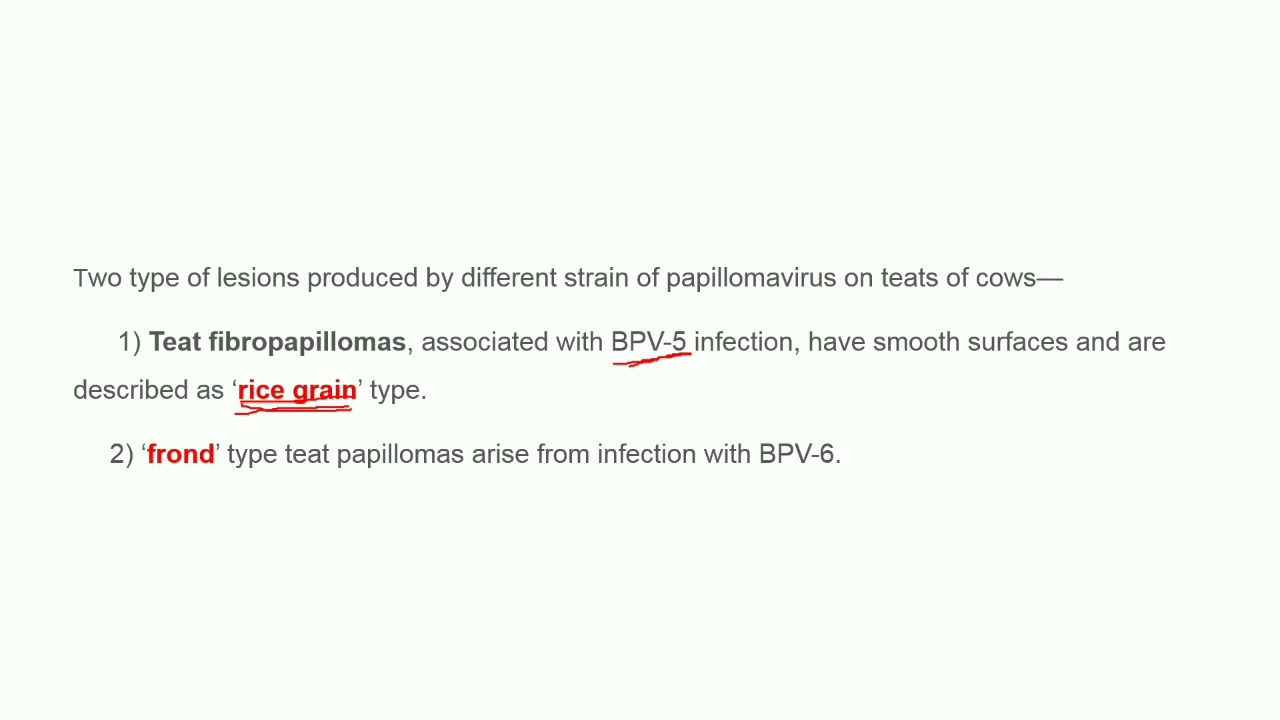 Two type of lesions produced by different strain of papillomavirus on teats of cows—
1) Teat fibropapillomas, associated with BPV-5 infection, have smooth surfaces and are
described as ‘rice grain’ type.
2) ‘frond’ type teat papillomas arise from infection with BPV-6.